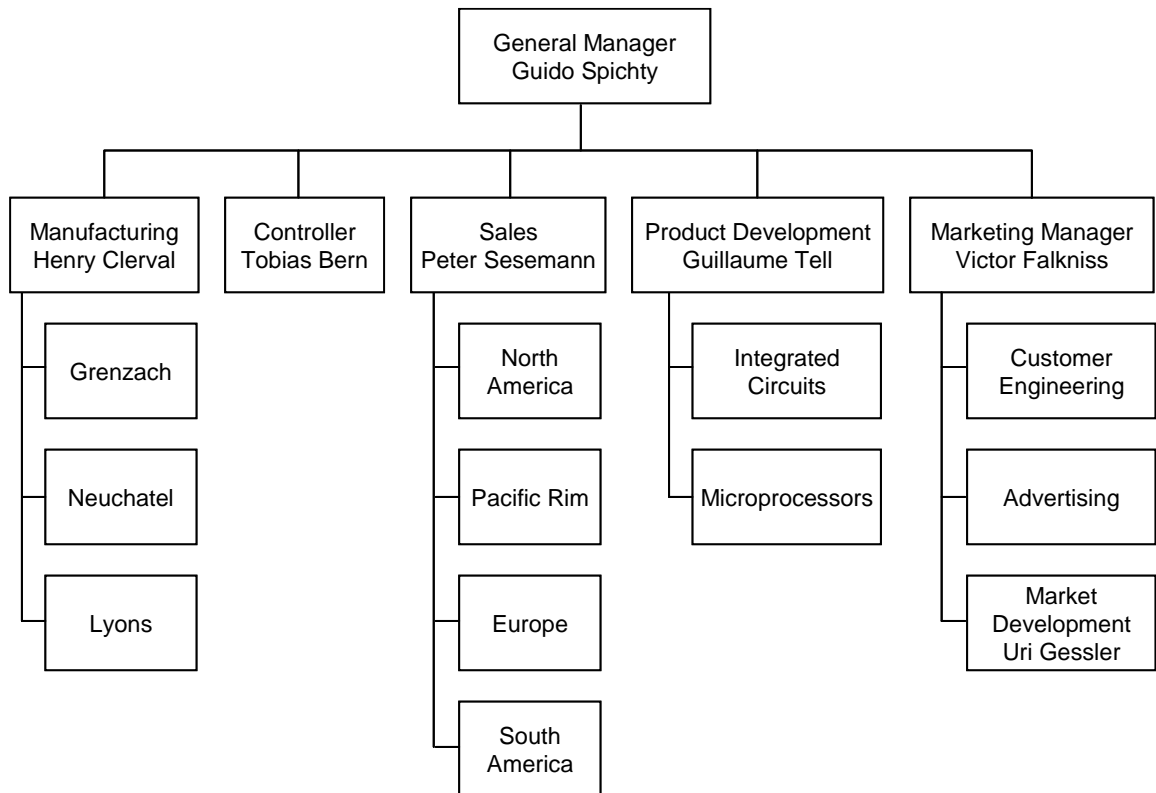 General Manager
Guido Spichty
Manufacturing
Henry Clerval
Controller
Tobias Bern
Sales
Peter Sesemann
Product Development
Guillaume Tell
Marketing Manager
Victor Falkniss
Grenzach
North
America
Integrated
Circuits
Customer
Engineering
Neuchatel
Pacific Rim
Microprocessors
Advertising
Lyons
Europe
Market
Development
Uri Gessler
South
America